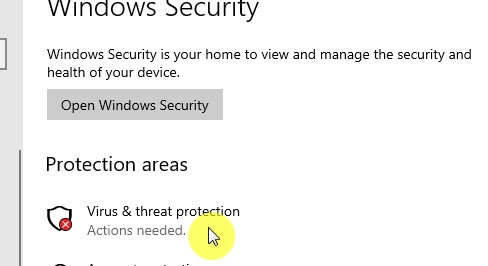 Windows Security
Windows Security is your home to view and manage the security and
health of your device.
Open Windows Security
Protection areas
Virus & threat protection
Actions needed.